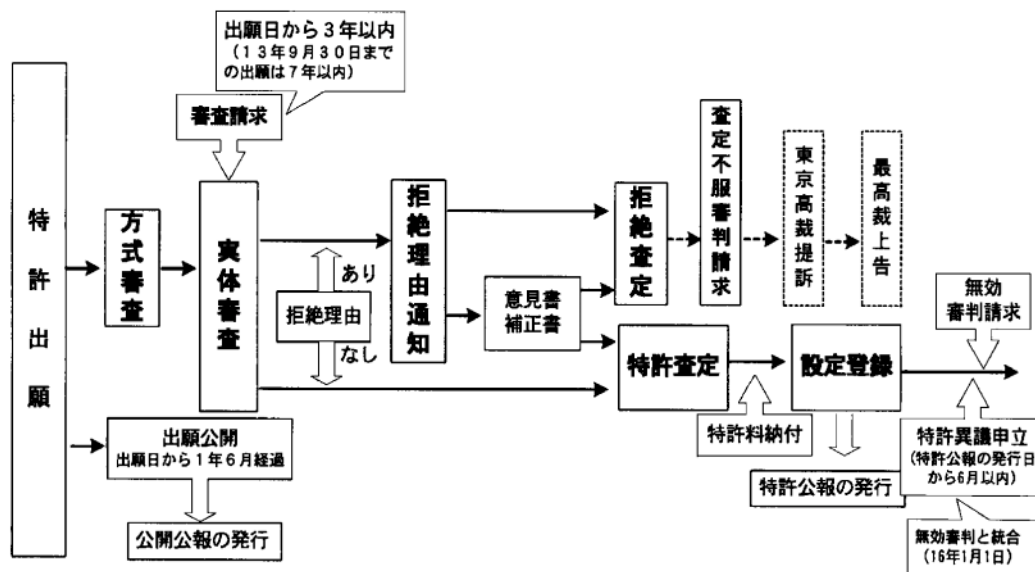 出願日から3年以内
(13年9月30日まで
の出願は7年以内)
審査請求
特許出願
方式審査
実体審査
あり
拒絶理由
なし
拒絶理由通知
意見書
補正書
拒絶査定
査定不服審判請求
東京高裁提訴
最高裁上告
特許査定
特許料納付
設定登録
特許公報の発行
無効
審判請求
特許異議申立
(特許公報の発行日
から6月以内)
無効審判と統合
(16年1月1日)
出願公開
出願日から1年6月経過
公開公報の発行